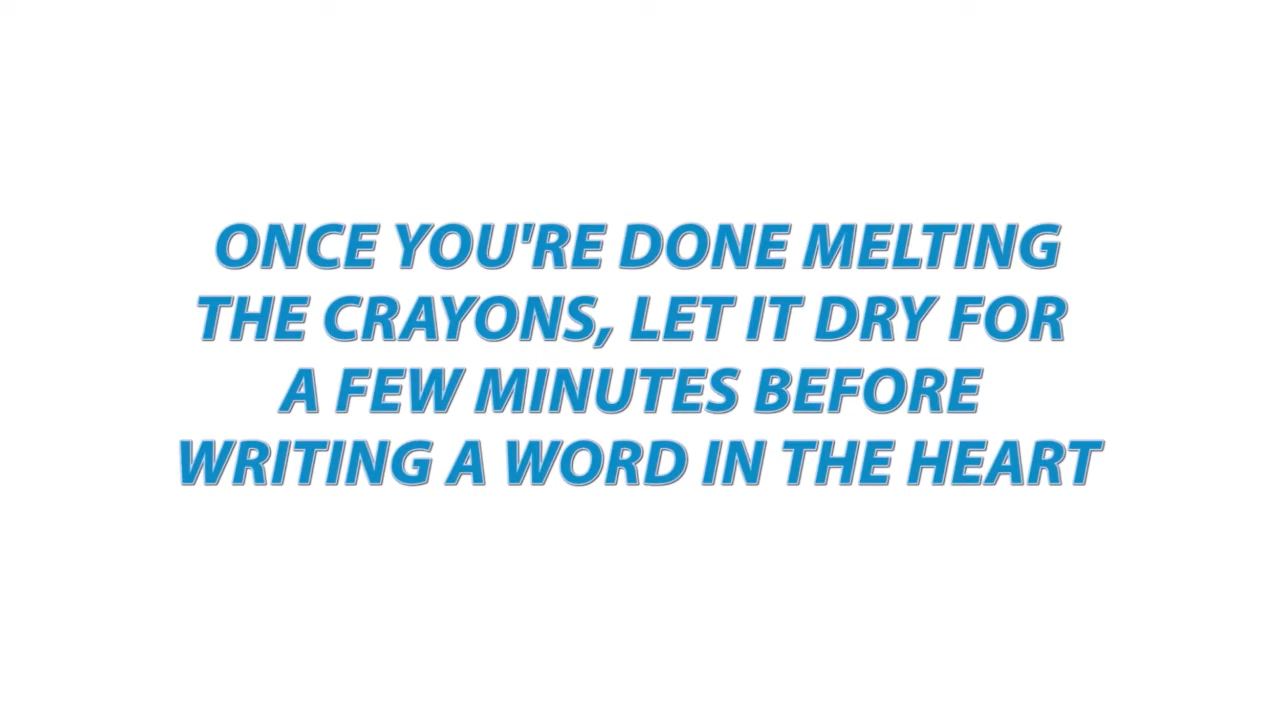 ONCE YOU'RE DONE MELTING
THE CRAYONS, LET IT DRY FOR
A FEW MINUTES BEFORE
WRITING A WORD IN THE HEART